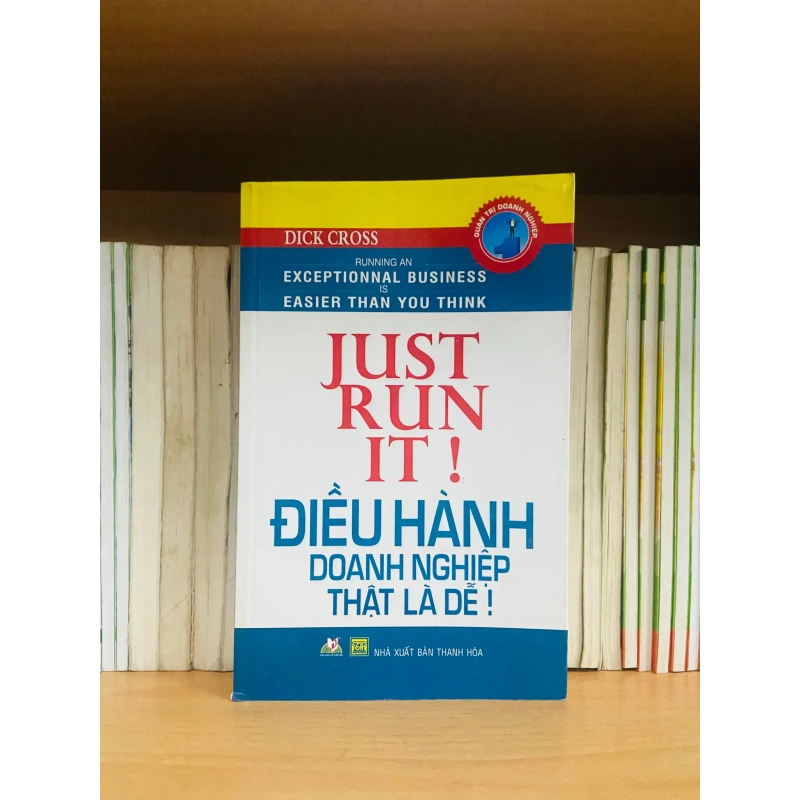 QUẢN TRỊ DOANH NGHIỆP
DICK CROSS
RUNNING AN
EXCEPTIONNAL BUSINESS
IS
EASIER THAN YOU THINK
JUST
RUN
IT !
ĐIỀU HÀNH
DOANH NGHIỆP
THẬT LÀ DỄ !
NHÀ XUẤT BẢN THANH HÓA